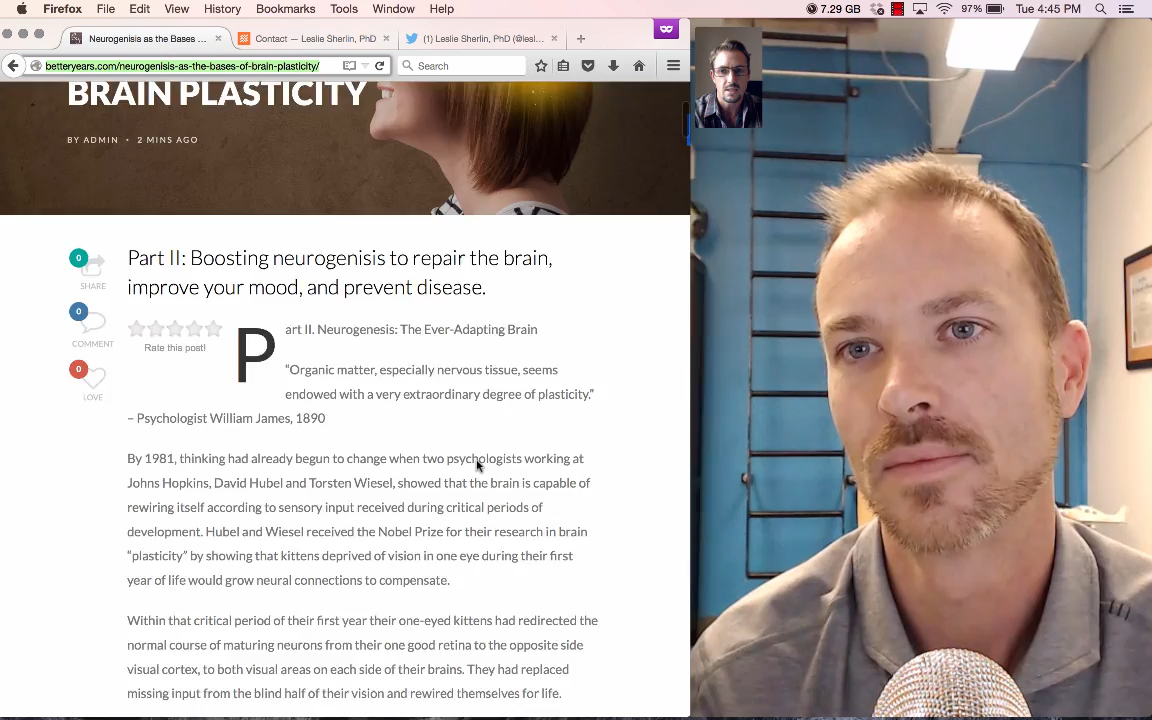 Firefox File Edit View History Bookmarks Tools Window Help 7.29 GB 97% Tue 4:45 PM
Neurogenisis as the Bases ... Contact — Leslie Sherlin, PhD (1) Leslie Sherlin, PhD (@lesl...
betteryears.com/neurogenisis-as-the-bases-of-brain-plasticity/ Search
BRAIN PLASTICITY
BY ADMIN • 2 MINS AGO
0
SHARE
0
COMMENT
0
LOVE
Part II: Boosting neurogenisis to repair the brain,
improve your mood, and prevent disease.
Rate this post!
Part II. Neurogenesis: The Ever-Adapting Brain
“Organic matter, especially nervous tissue, seems
endowed with a very extraordinary degree of plasticity.”
– Psychologist William James, 1890
By 1981, thinking had already begun to change when two psychologists working at
Johns Hopkins, David Hubel and Torsten Wiesel, showed that the brain is capable of
rewiring itself according to sensory input received during critical periods of
development. Hubel and Wiesel received the Nobel Prize for their research in brain
“plasticity” by showing that kittens deprived of vision in one eye during their first
year of life would grow neural connections to compensate.
Within that critical period of their first year their one-eyed kittens had redirected the
normal course of maturing neurons from their one good retina to the opposite side
visual cortex, to both visual areas on each side of their brains. They had replaced
missing input from the blind half of their vision and rewired themselves for life.